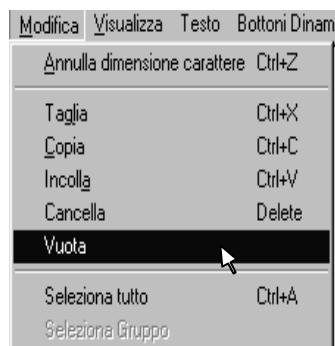 Modifica Visualizza Testo Bottoni Dinam
Annulla dimensione carattere Ctrl+Z
Taglia Ctrl+X
Copia Ctrl+C
Incolla Ctrl+V
Cancella Delete
Vuota
Seleziona tutto Ctrl+A
Seleziona Gruppo